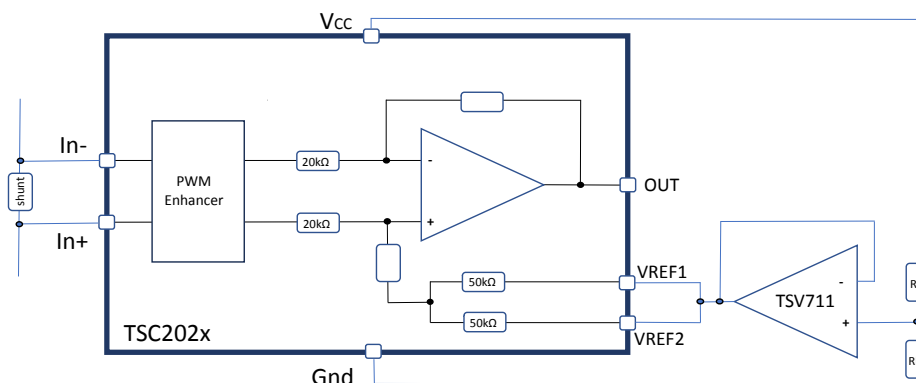 VCC
In-
shunt
In+
PWM
Enhancer
20kΩ
20kΩ
-
+
OUT
50kΩ
50kΩ
VREF1
VREF2
-
TSV711
+
R
R
TSC202x
Gnd